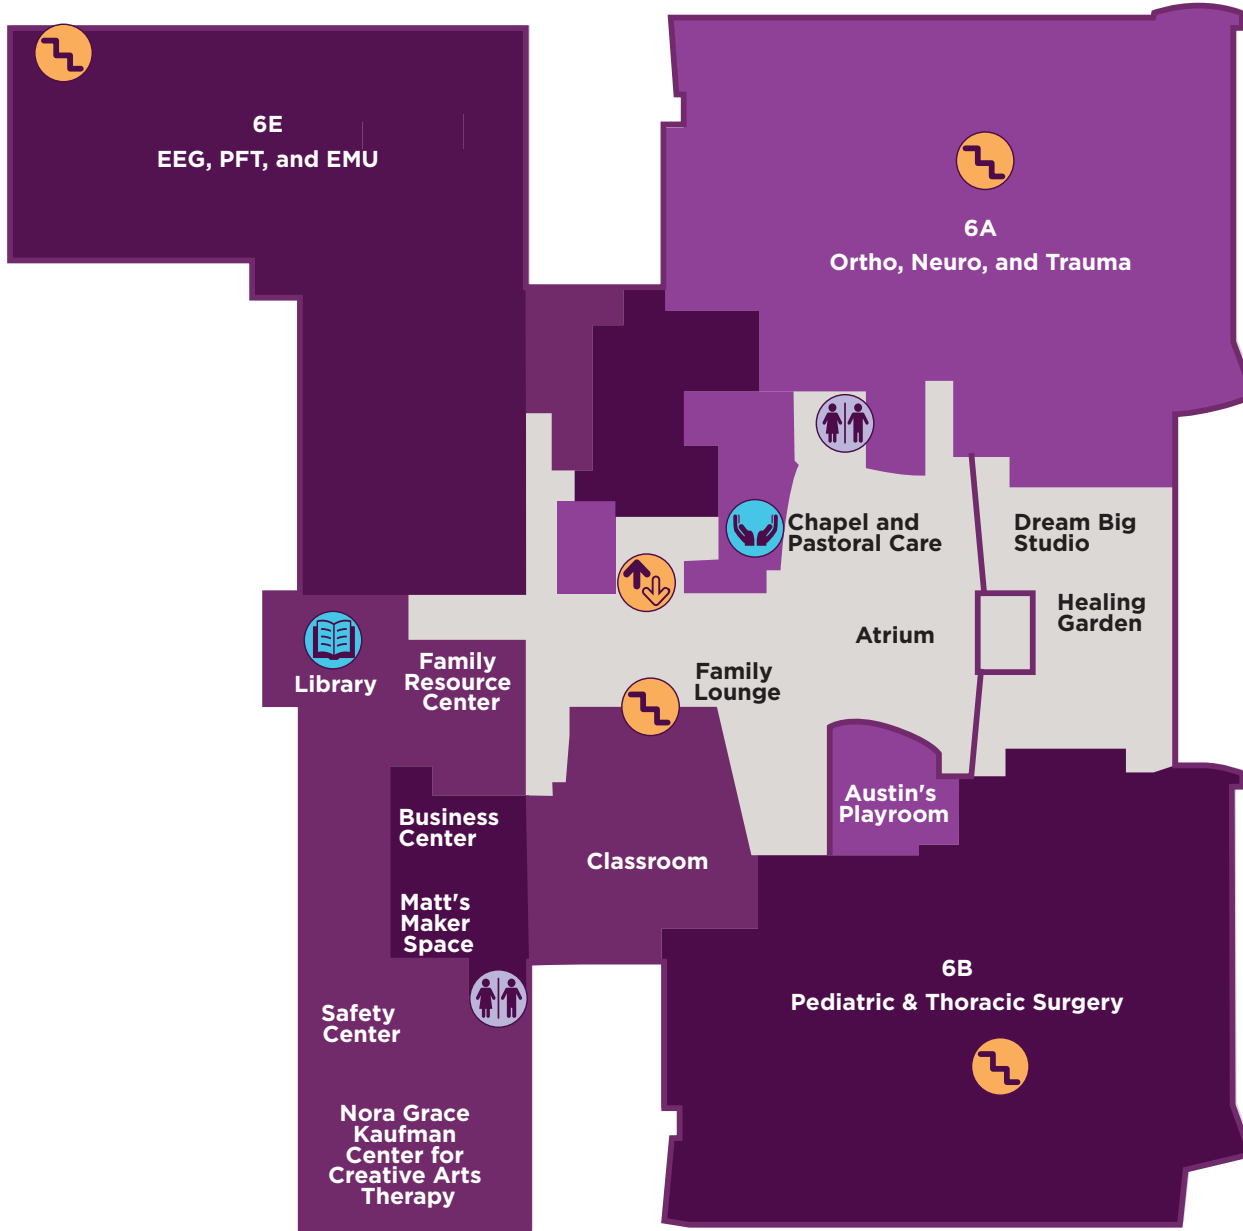 6E
EEG, PFT, and EMU
6A
Ortho, Neuro, and Trauma
Chapel and
Pastoral Care
Dream Big
Studio
Healing
Garden
Atrium
Family
Lounge
Library
Family
Resource
Center
Austin's
Playroom
Business
Center
Classroom
Matt's
Maker
Space
6B
Pediatric & Thoracic Surgery
Safety
Center
Nora Grace
Kaufman
Center for
Creative Arts
Therapy